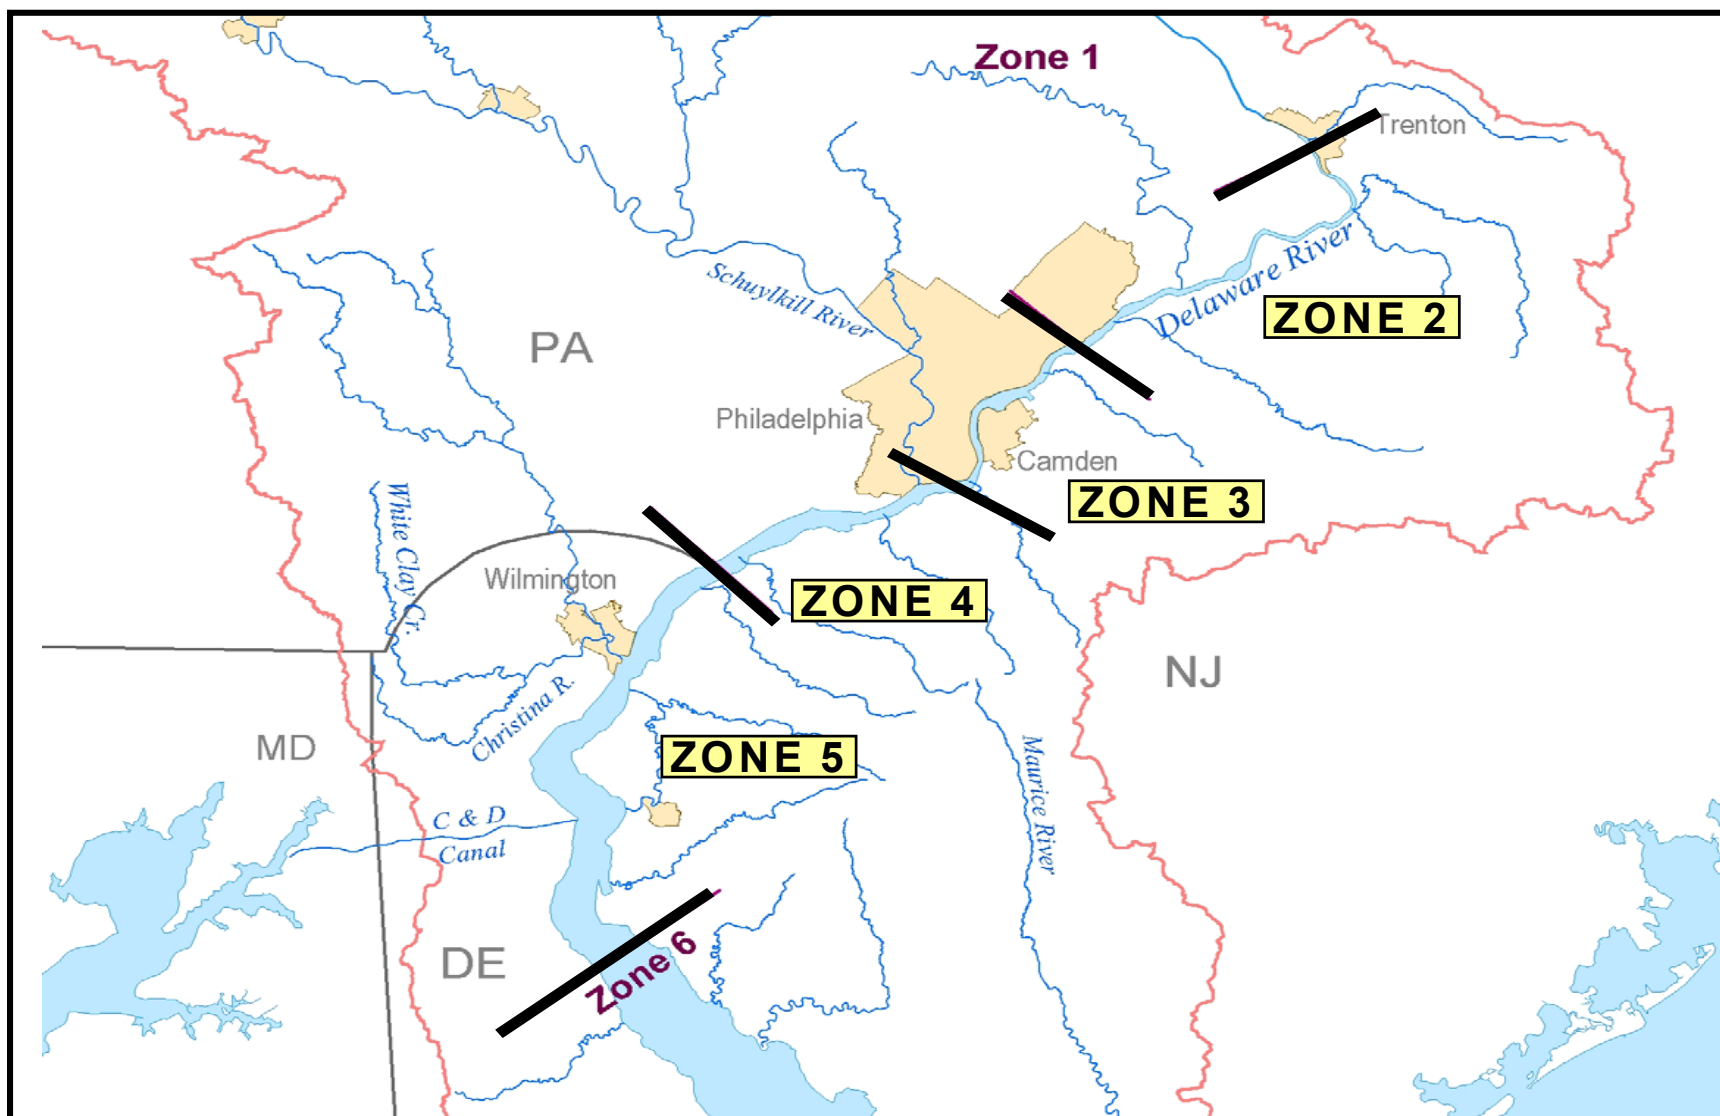 Zone 1
Trenton
Schuylkill River
Delaware River
ZONE 2
PA
Philadelphia
Camden
ZONE 3
White Clay Cr.
Wilmington
ZONE 4
NJ
Christina R.
MD
ZONE 5
Maurice River
C & D
Canal
DE
Zone 6